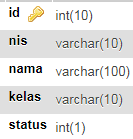 id int(10)
nis varchar(10)
nama varchar(100)
kelas varchar(10)
status int(1)